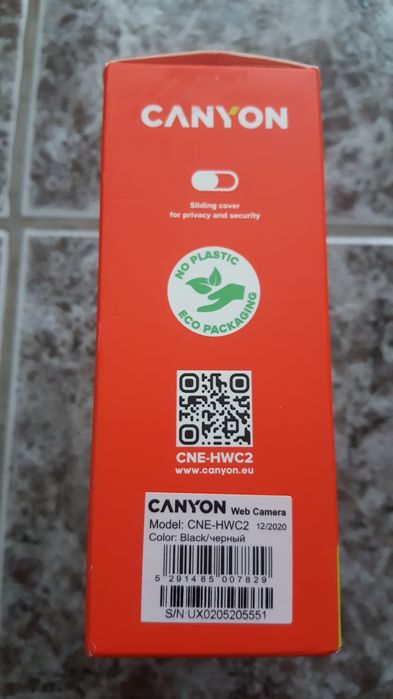 CANYON
Sliding cover
for privacy and security
NO PLASTIC
ECO PACKAGING
CNE-HWC2
www.canyon.eu
CANYON Web Camera
Model: CNE-HWC2 12/2020
Color: Black/черный
5 291485 007829
S/N:UX0205205551